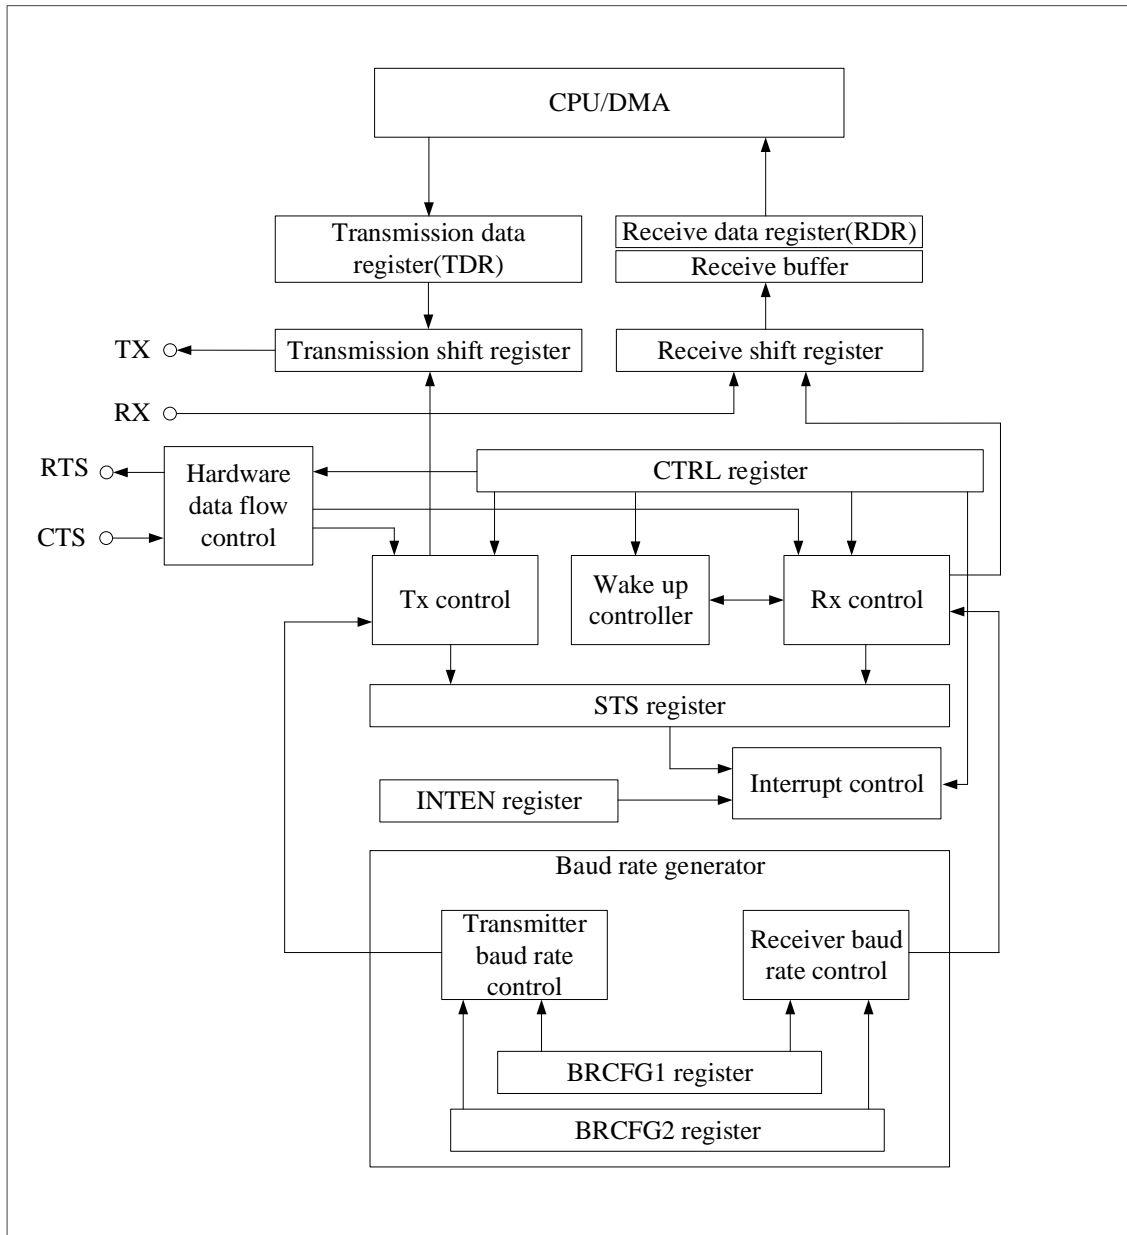 CPU/DMA
Transmission data
register(TDR)
Receive data register(RDR)
Receive buffer
TX
Transmission shift register
Receive shift register
RX
RTS
Hardware
data flow
control
CTRL register
CTS
Tx control
Wake up
controller
Rx control
STS register
Interrupt control
INTEN register
Baud rate generator
Transmitter
baud rate
control
Receiver baud
rate control
BRCFG1 register
BRCFG2 register